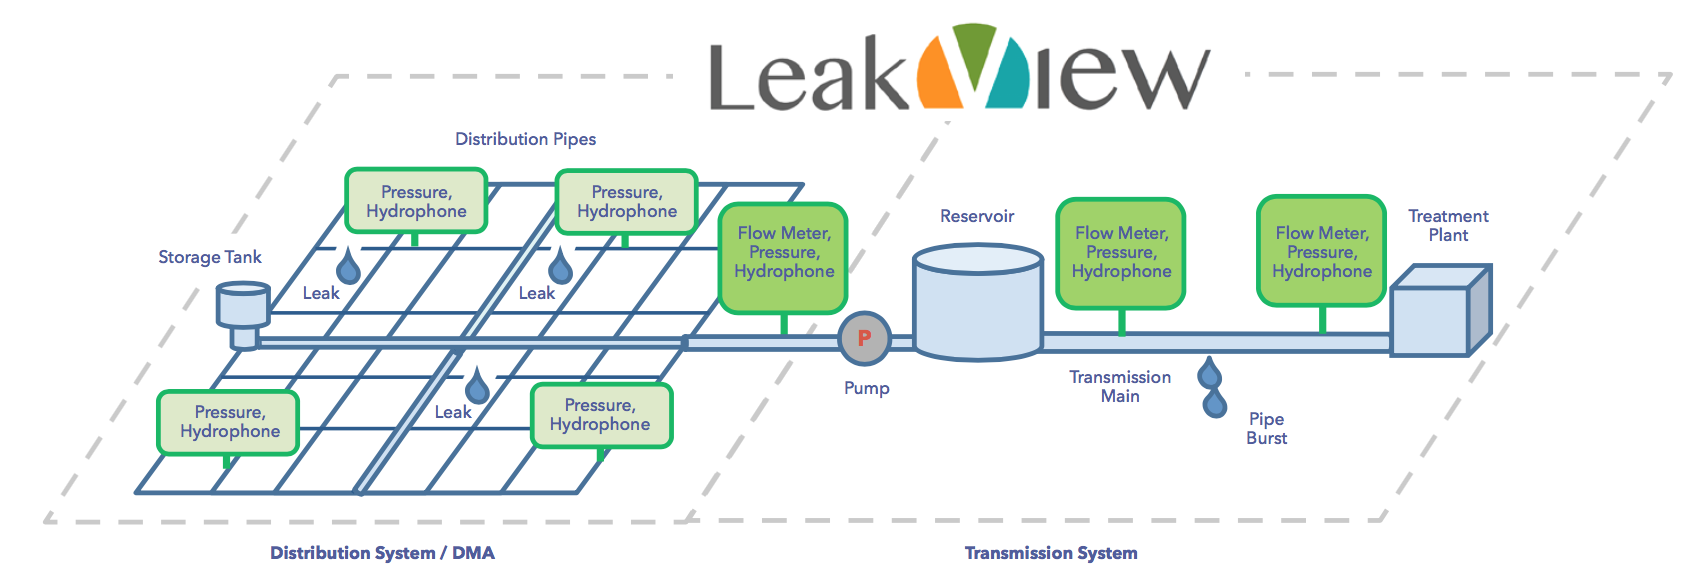 LeakView
Distribution Pipes
Pressure,
Hydrophone
Pressure,
Hydrophone
Flow Meter,
Pressure,
Hydrophone
Reservoir
Flow Meter,
Pressure,
Hydrophone
Flow Meter,
Pressure,
Hydrophone
Treatment
Plant
Storage Tank
Leak
Leak
P
Pump
Transmission
Main
Pipe
Burst
Pressure,
Hydrophone
Leak
Pressure,
Hydrophone
Distribution System / DMA
Transmission System